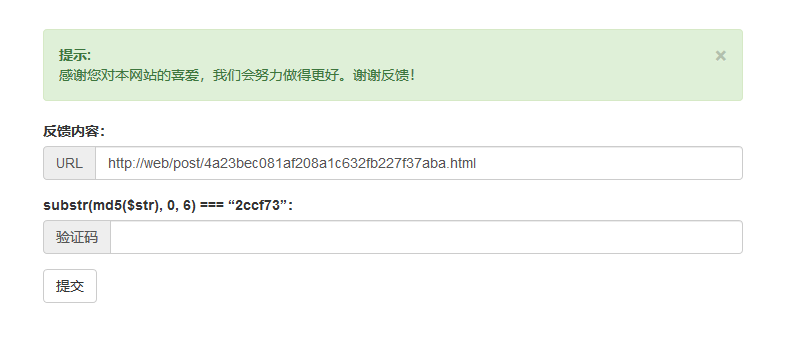 提示:
×
感谢您对本网站的喜爱，我们会努力做得更好。谢谢反馈！
反馈内容：
URL
http://web/post/4a23bec081af208a1c632fb227f37aba.html
substr(md5($str), 0, 6) === “2ccf73”：
验证码
提交